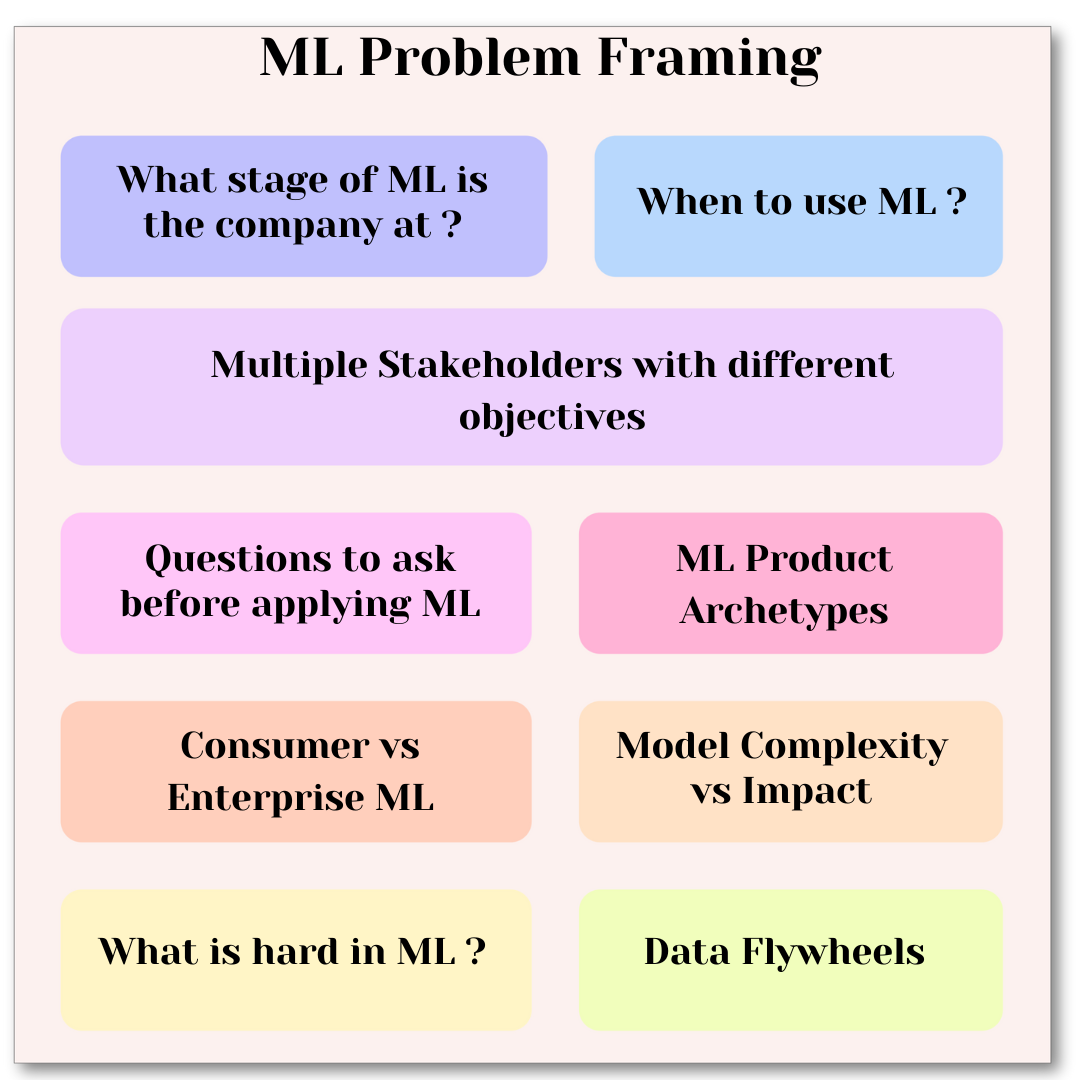 ML Problem Framing
What stage of ML is
the company at ?
When to use ML ?
Multiple Stakeholders with different
objectives
Questions to ask
before applying ML
ML Product
Archetypes
Consumer vs
Enterprise ML
Model Complexity
vs Impact
What is hard in ML ?
Data Flywheels